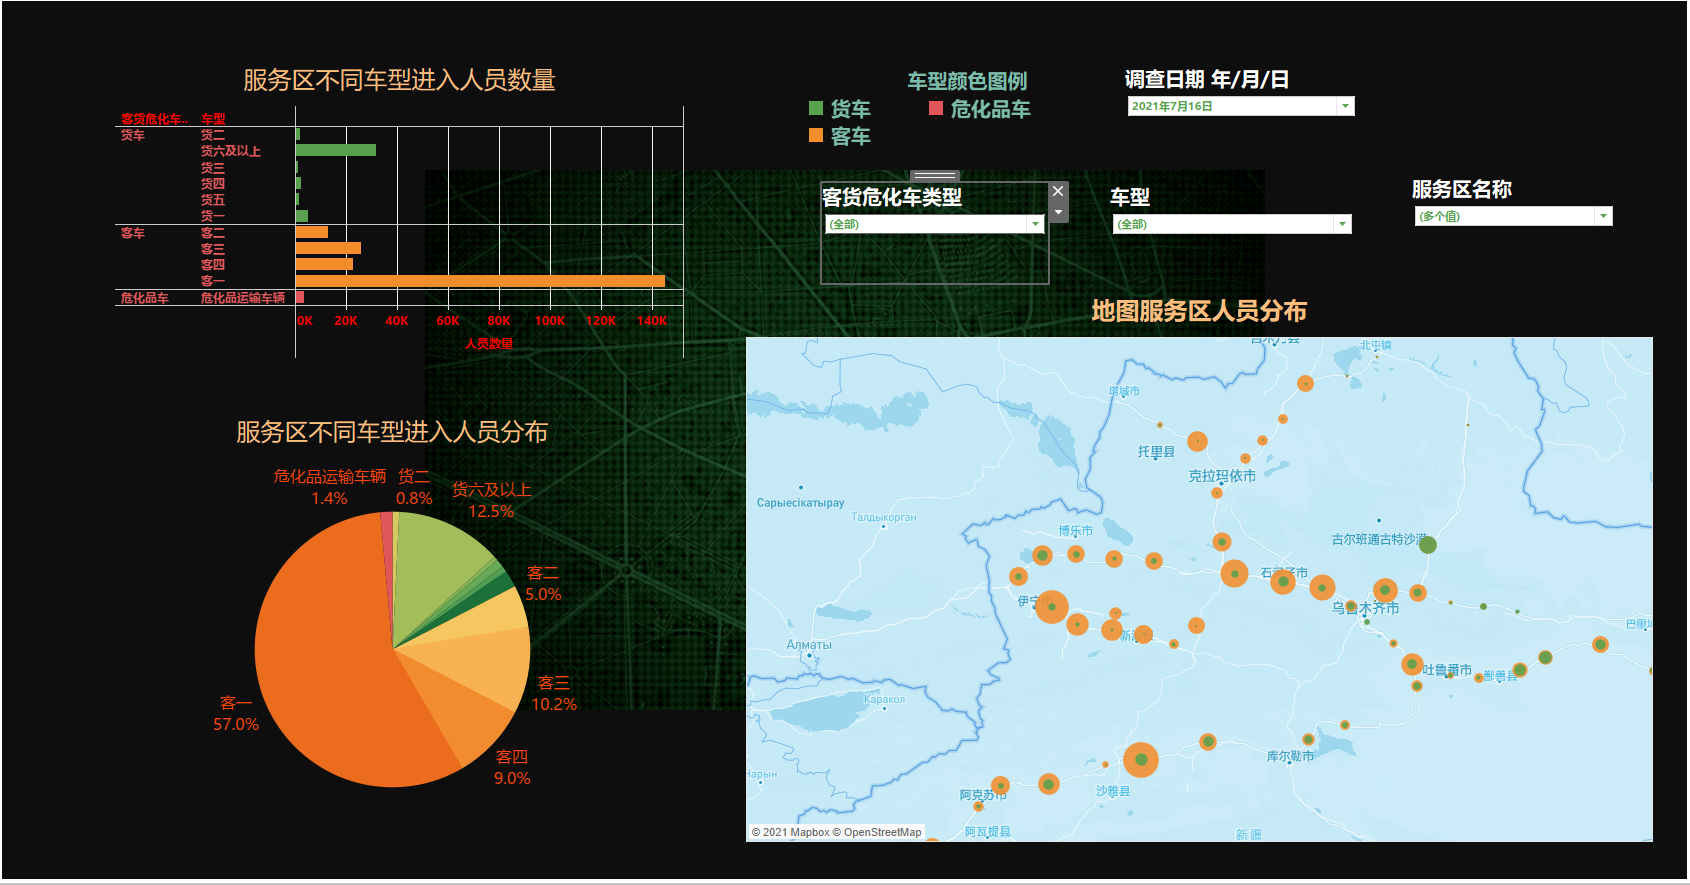 服务区不同车型进入人员数量
客货危化车.. 车型
货车 货二
货六及以上
货三
货四
货五
货一
客车 客二
客三
客四
客一
危化品车 危化品运输车辆
0K 20K 40K 60K 80K 100K 120K 140K
人员数量
车型颜色图例
货车 危化品车
客车
调查日期 年/月/日
2021年7月16日
客货危化车类型
(全部)
车型
(全部)
服务区名称
(多个值)
服务区不同车型进入人员分布
危化品运输车辆
1.4%
货二
0.8%
货六及以上
12.5%
客二
5.0%
客三
10.2%
客四
9.0%
客一
57.0%
地图服务区人员分布
北屯镇
塔城市
托里县
克拉玛依市
Сарыесікатырау
Талдыкорган
博乐市
古尔班通古特沙漠
石河子市
乌鲁木齐市
Алматы
吐鲁番市
鄯善县
Каракол
库尔勒市
阿克苏市
沙雅县
阿瓦提县
新疆
© 2021 Mapbox © OpenStreetMap